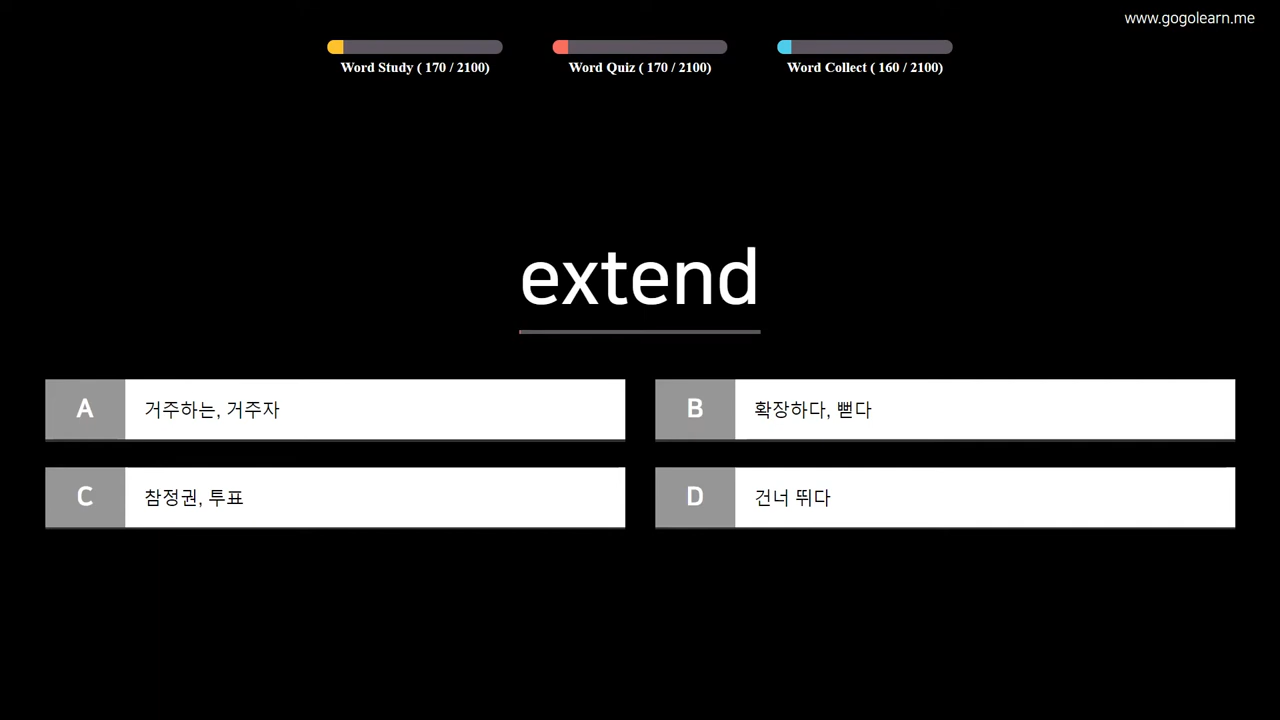 www.gogolearn.me
Word Study ( 170 / 2100)
Word Quiz ( 170 / 2100)
Word Collect ( 160 / 2100)
extend
A 거주하는, 거주자
B 확장하다, 뻗다
C 참정권, 투표
D 건너 뛰다